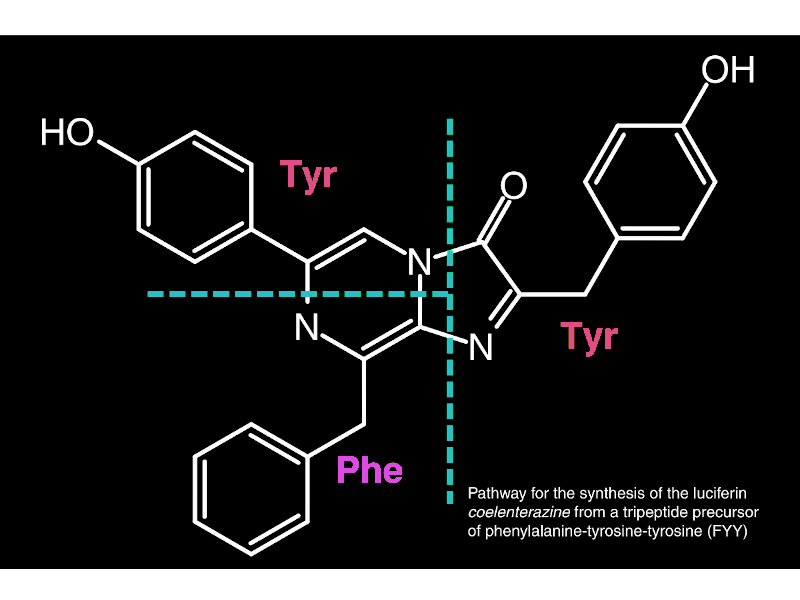 OH
HO
Tyr
O
N
N
N
Tyr
Phe
Pathway for the synthesis of the luciferin
coelenterazine from a tripeptide precursor
of phenylalanine-tyrosine-tyrosine (FYY)